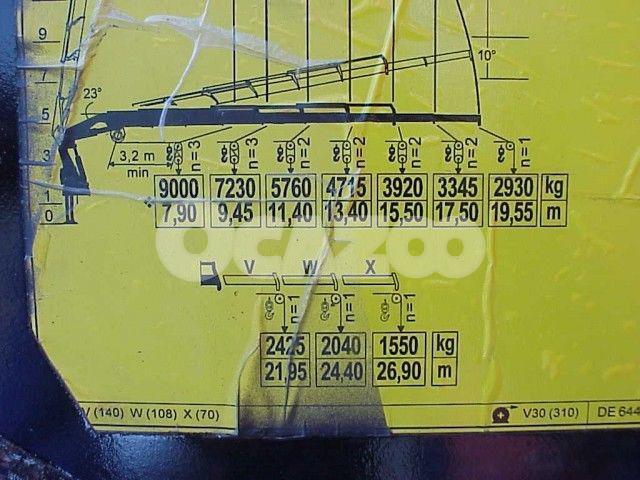 9
7
5
3
1
0
10°
23°
3,2 m
min
n=3 n=3 n=2 n=2 n=2 n=2 n=1
9000 7230 5760 4715 3920 3345 2930 kg
7,90 9,45 11,40 13,40 15,50 17,50 19,55 m
OCAZOO
V W X
n=1 n=1 n=1
2425 2040 1550 kg
21,95 24,40 26,90 m
V (140) W (108) X (70)
V30 (310)
DE 644